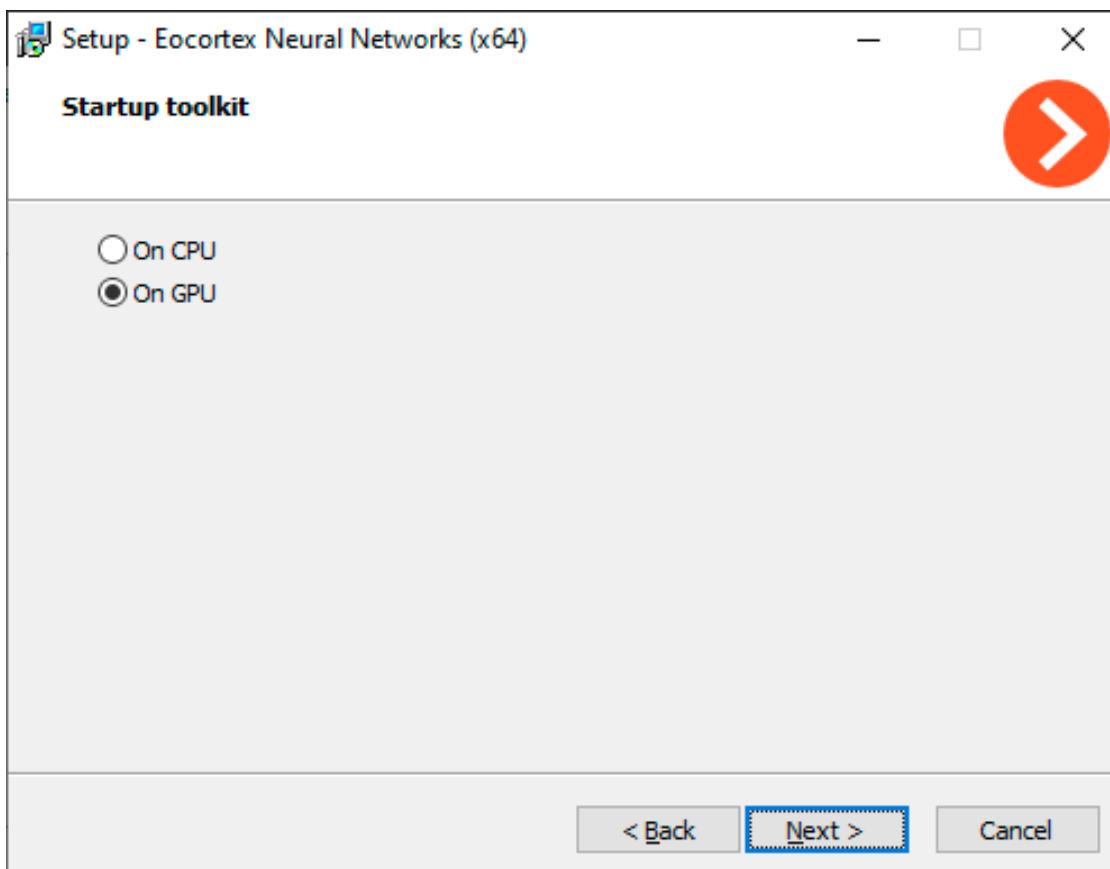 Setup - Eocortex Neural Networks (x64)
Startup toolkit
On CPU
On GPU
< Back
Next >
Cancel